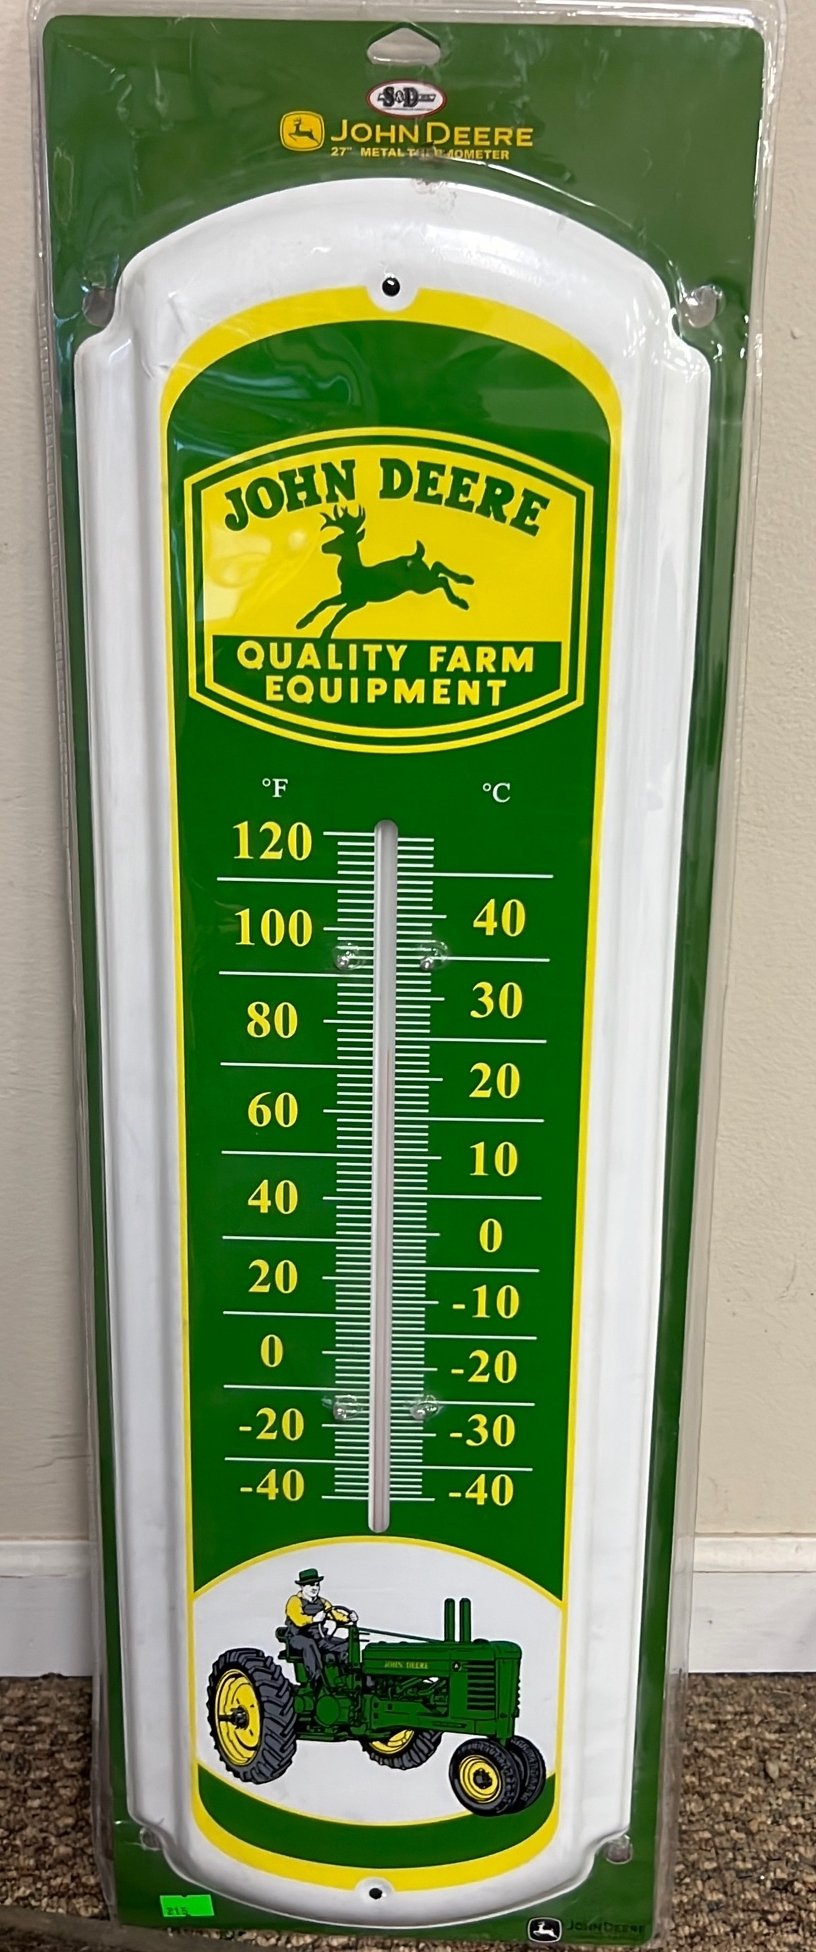 S&D
JOHN DEERE
27" METAL THERMOMETER
JOHN DEERE
QUALITY FARM
EQUIPMENT
°F °C
120
100 40
80 30
60 20
40 10
20 0
0 -10
-20 -20
-40 -30
-40
JOHN DEERE
215
JOHN DEERE